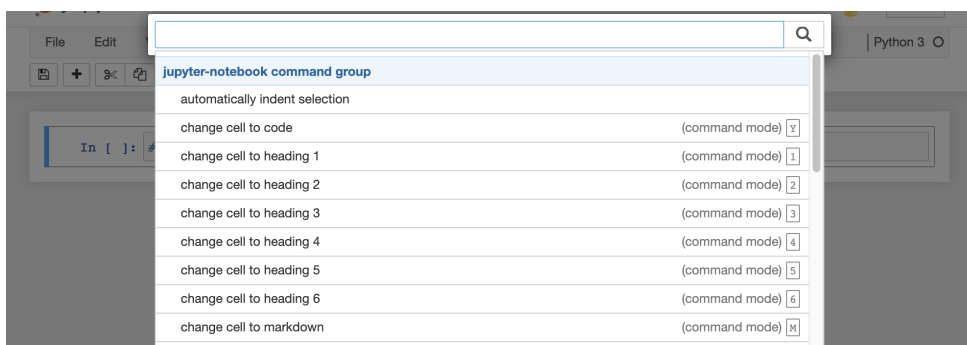 File Edit
Python 3
jupyter-notebook command group
automatically indent selection
change cell to code (command mode) Y
In [ ]: #
change cell to heading 1 (command mode) 1
change cell to heading 2 (command mode) 2
change cell to heading 3 (command mode) 3
change cell to heading 4 (command mode) 4
change cell to heading 5 (command mode) 5
change cell to heading 6 (command mode) 6
change cell to markdown (command mode) M